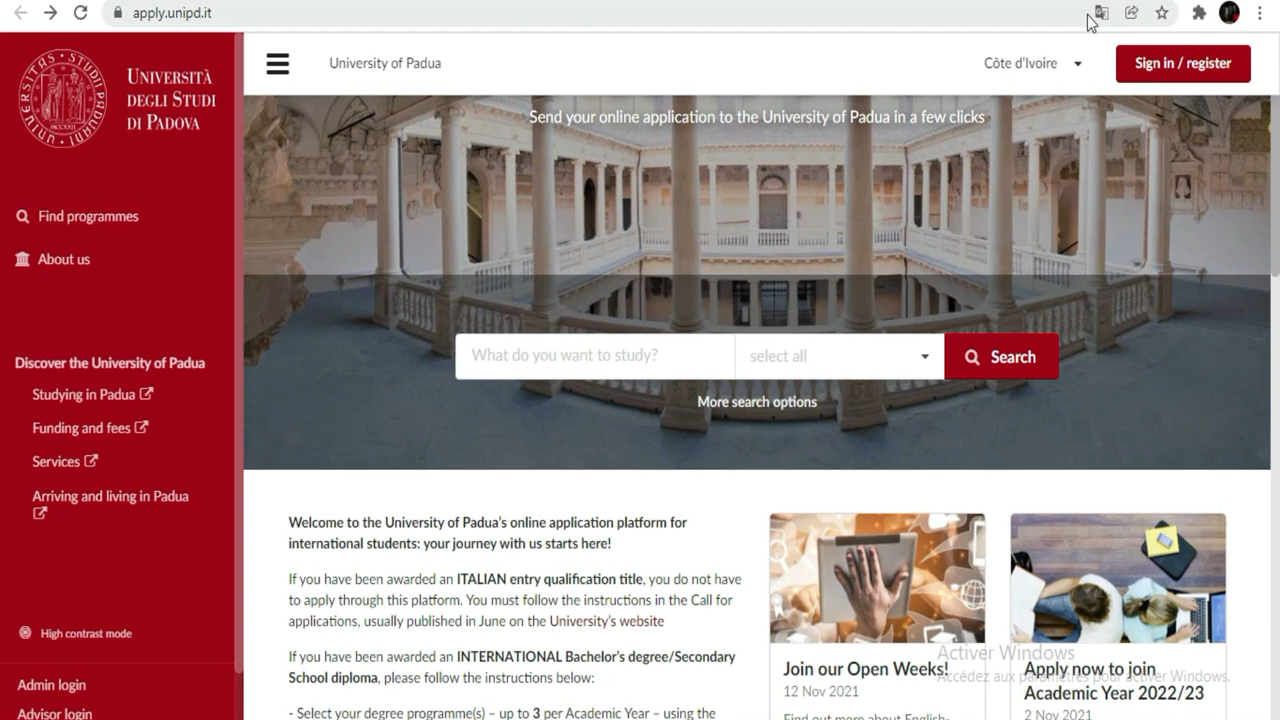 apply.unipd.it
UNIVERSITÀ
DEGLI STUDI
DI PADOVA
University of Padua
Côte d'Ivoire
Sign in / register
Send your online application to the University of Padua in a few clicks
Find programmes
About us
What do you want to study?
select all
Search
More search options
Discover the University of Padua
Studying in Padua
Funding and fees
Services
Arriving and living in Padua
High contrast mode
Admin login
Advisor login
Welcome to the University of Padua's online application platform for
international students: your journey with us starts here!
If you have been awarded an ITALIAN entry qualification title, you do not have
to apply through this platform. You must follow the instructions in the Call for
applications, usually published in June on the University's website
If you have been awarded an INTERNATIONAL Bachelor's degree/Secondary
School diploma, please follow the instructions below:
- Select your degree programme(s) – up to 3 per Academic Year – using the
Join our Open Weeks!
12 Nov 2021
Find out more about English-
Apply now to join
Academic Year 2022/23
2 Nov 2021
Activer Windows
Accédez aux paramètres pour activer Windows.